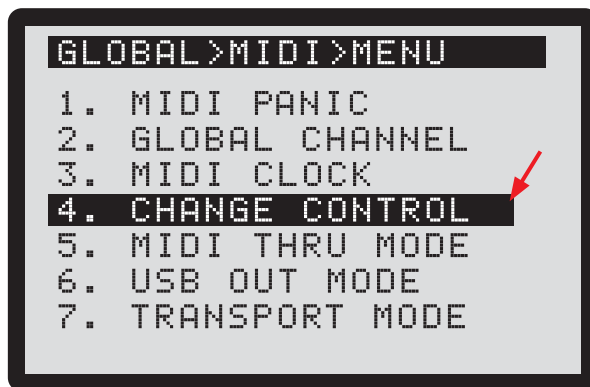 GLOBAL>MIDI>MENU
1. MIDI PANIC
2. GLOBAL CHANNEL
3. MIDI CLOCK
4. CHANGE CONTROL
5. MIDI THRU MODE
6. USB OUT MODE
7. TRANSPORT MODE